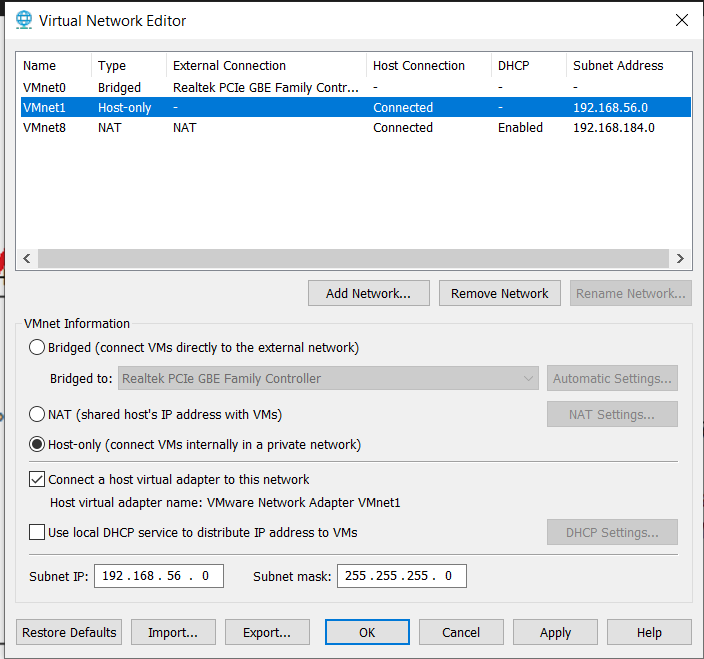 Virtual Network Editor
Name Type External Connection Host Connection DHCP Subnet Address
VMnet0 Bridged Realtek PCIe GBE Family Contr... - - -
VMnet1 Host-only - Connected - 192.168.56.0
VMnet8 NAT NAT Connected Enabled 192.168.184.0
Add Network... Remove Network Rename Network...
VMnet Information
Bridged (connect VMs directly to the external network)
Bridged to: Realtek PCIe GBE Family Controller Automatic Settings...
NAT (shared host's IP address with VMs) NAT Settings...
Host-only (connect VMs internally in a private network)
Connect a host virtual adapter to this network
Host virtual adapter name: VMware Network Adapter VMnet1
Use local DHCP service to distribute IP address to VMs DHCP Settings...
Subnet IP: 192 . 168 . 56 . 0 Subnet mask: 255 . 255 . 255 . 0
Restore Defaults Import... Export... OK Cancel Apply Help